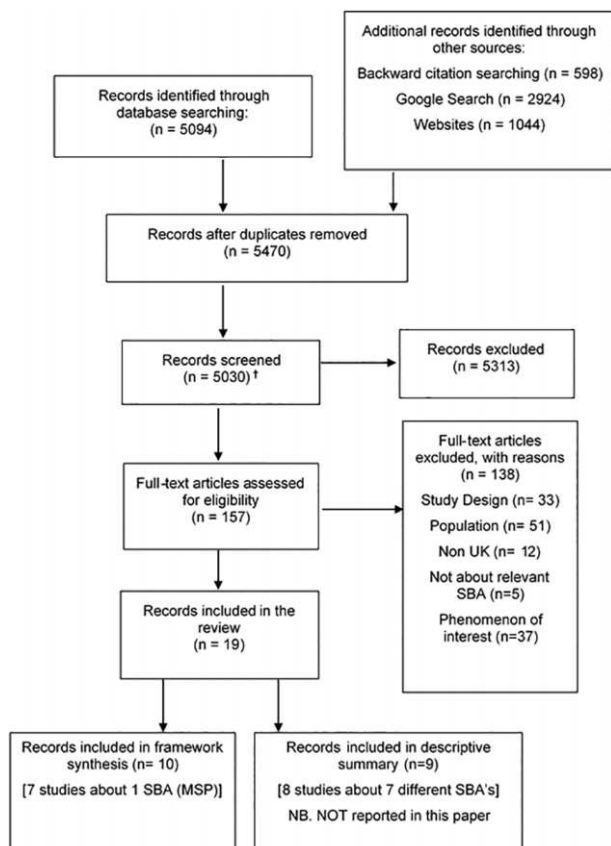 Records identified through
database searching:
(n = 5094)
Additional records identified through
other sources:
Backward citation searching (n = 598)
Google Search (n = 2924)
Websites (n = 1044)
Records after duplicates removed
(n = 5470)
Records screened
(n = 5030) †
Records excluded
(n = 5313)
Full-text articles assessed
for eligibility
(n = 157)
Full-text articles
excluded, with reasons
(n = 138)
Study Design (n= 33)
Population (n= 51)
Non UK (n= 12)
Not about relevant
SBA (n=5)
Phenomenon of
interest (n=37)
Records included in the
review
(n = 19)
Records included in framework
synthesis (n= 10)
[7 studies about 1 SBA (MSP)]
Records included in descriptive
summary (n=9)
[8 studies about 7 different SBA's]
NB. NOT reported in this paper